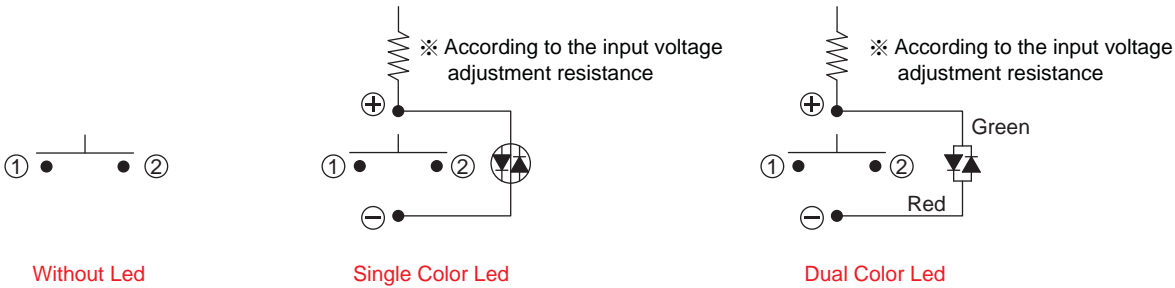 ※ According to the input voltage
adjustment resistance
※ According to the input voltage
adjustment resistance
⊕
⊕
Green
① ②
① ②
① ②
Red
⊖
⊖
Without Led
Single Color Led
Dual Color Led